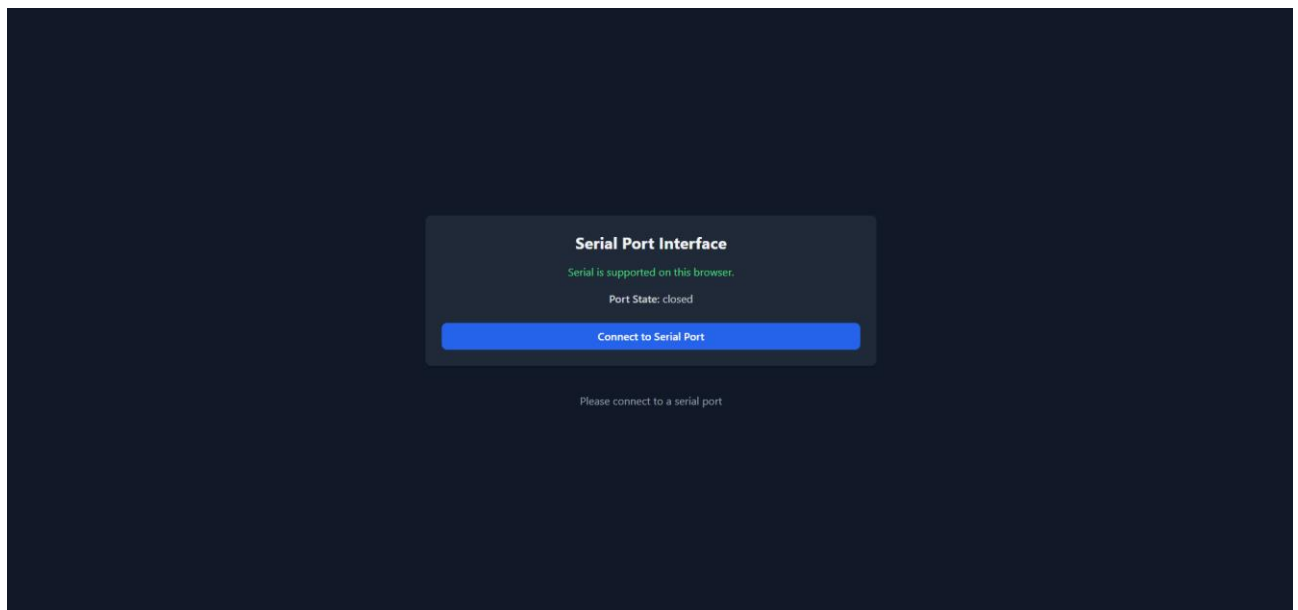 Serial Port Interface
Serial is supported on this browser.
Port State: closed
Connect to Serial Port
Please connect to a serial port